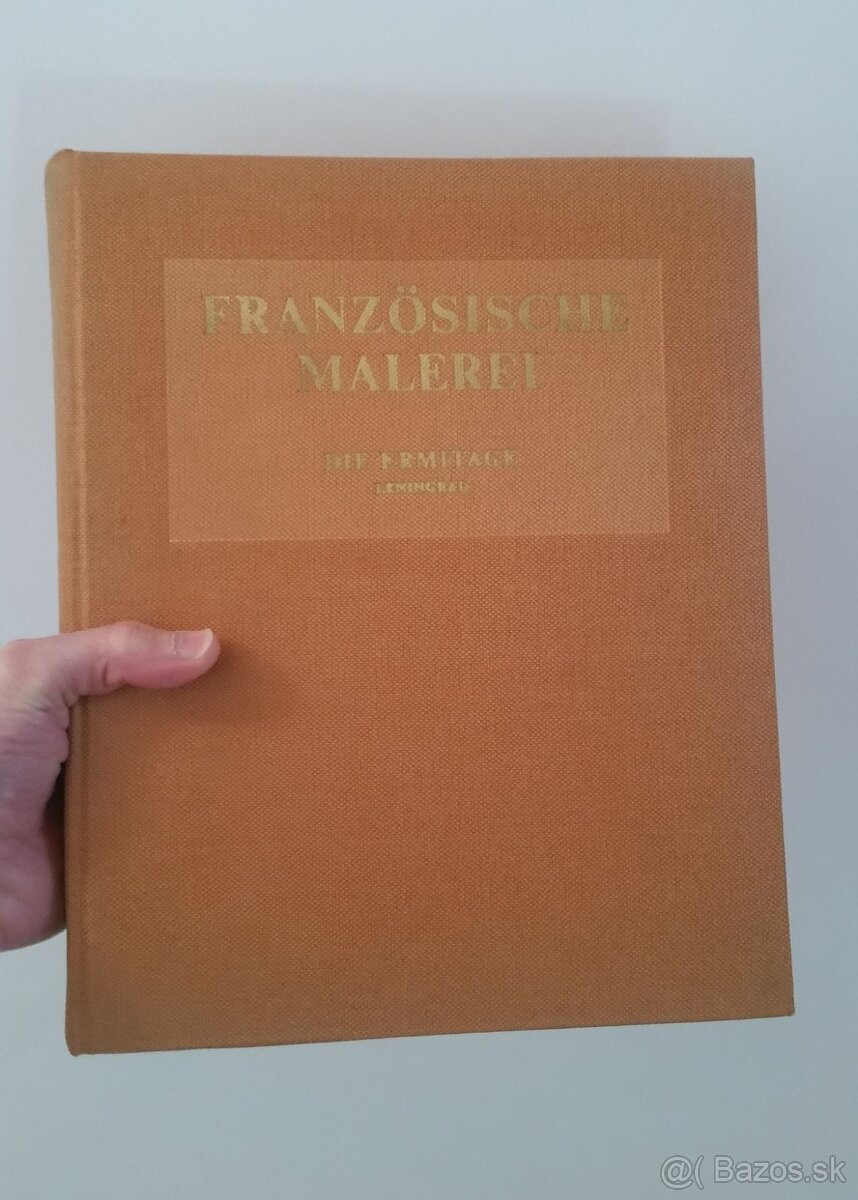 FRANZÖSISCHE
MALEREI
DIE ERMITAGE
LENINGRAD
@( Bazos.sk